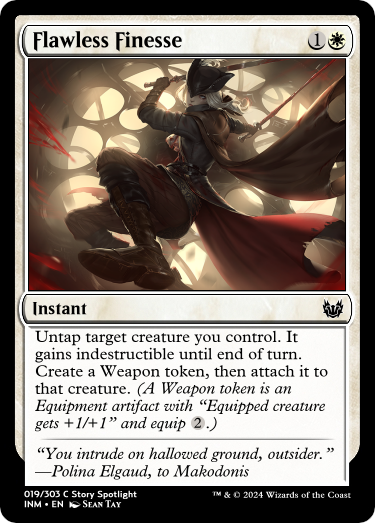 Flawless Finesse 1
Instant
Untap target creature you control. It
gains indestructible until end of turn.
Create a Weapon token, then attach it to
that creature. (A Weapon token is an
Equipment artifact with “Equipped creature
gets +1/+1” and equip 2.)
“You intrude on hallowed ground, outsider.”
—Polina Elgaud, to Makodonis
019/303 C Story Spotlight ™ & © 2024 Wizards of the Coast
INM • EN Sean Tay